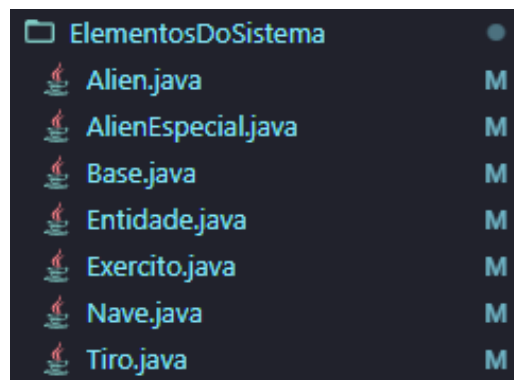 ElementosDoSistema
Alien.java M
AlienEspecial.java M
Base.java M
Entidade.java M
Exercito.java M
Nave.java M
Tiro.java M